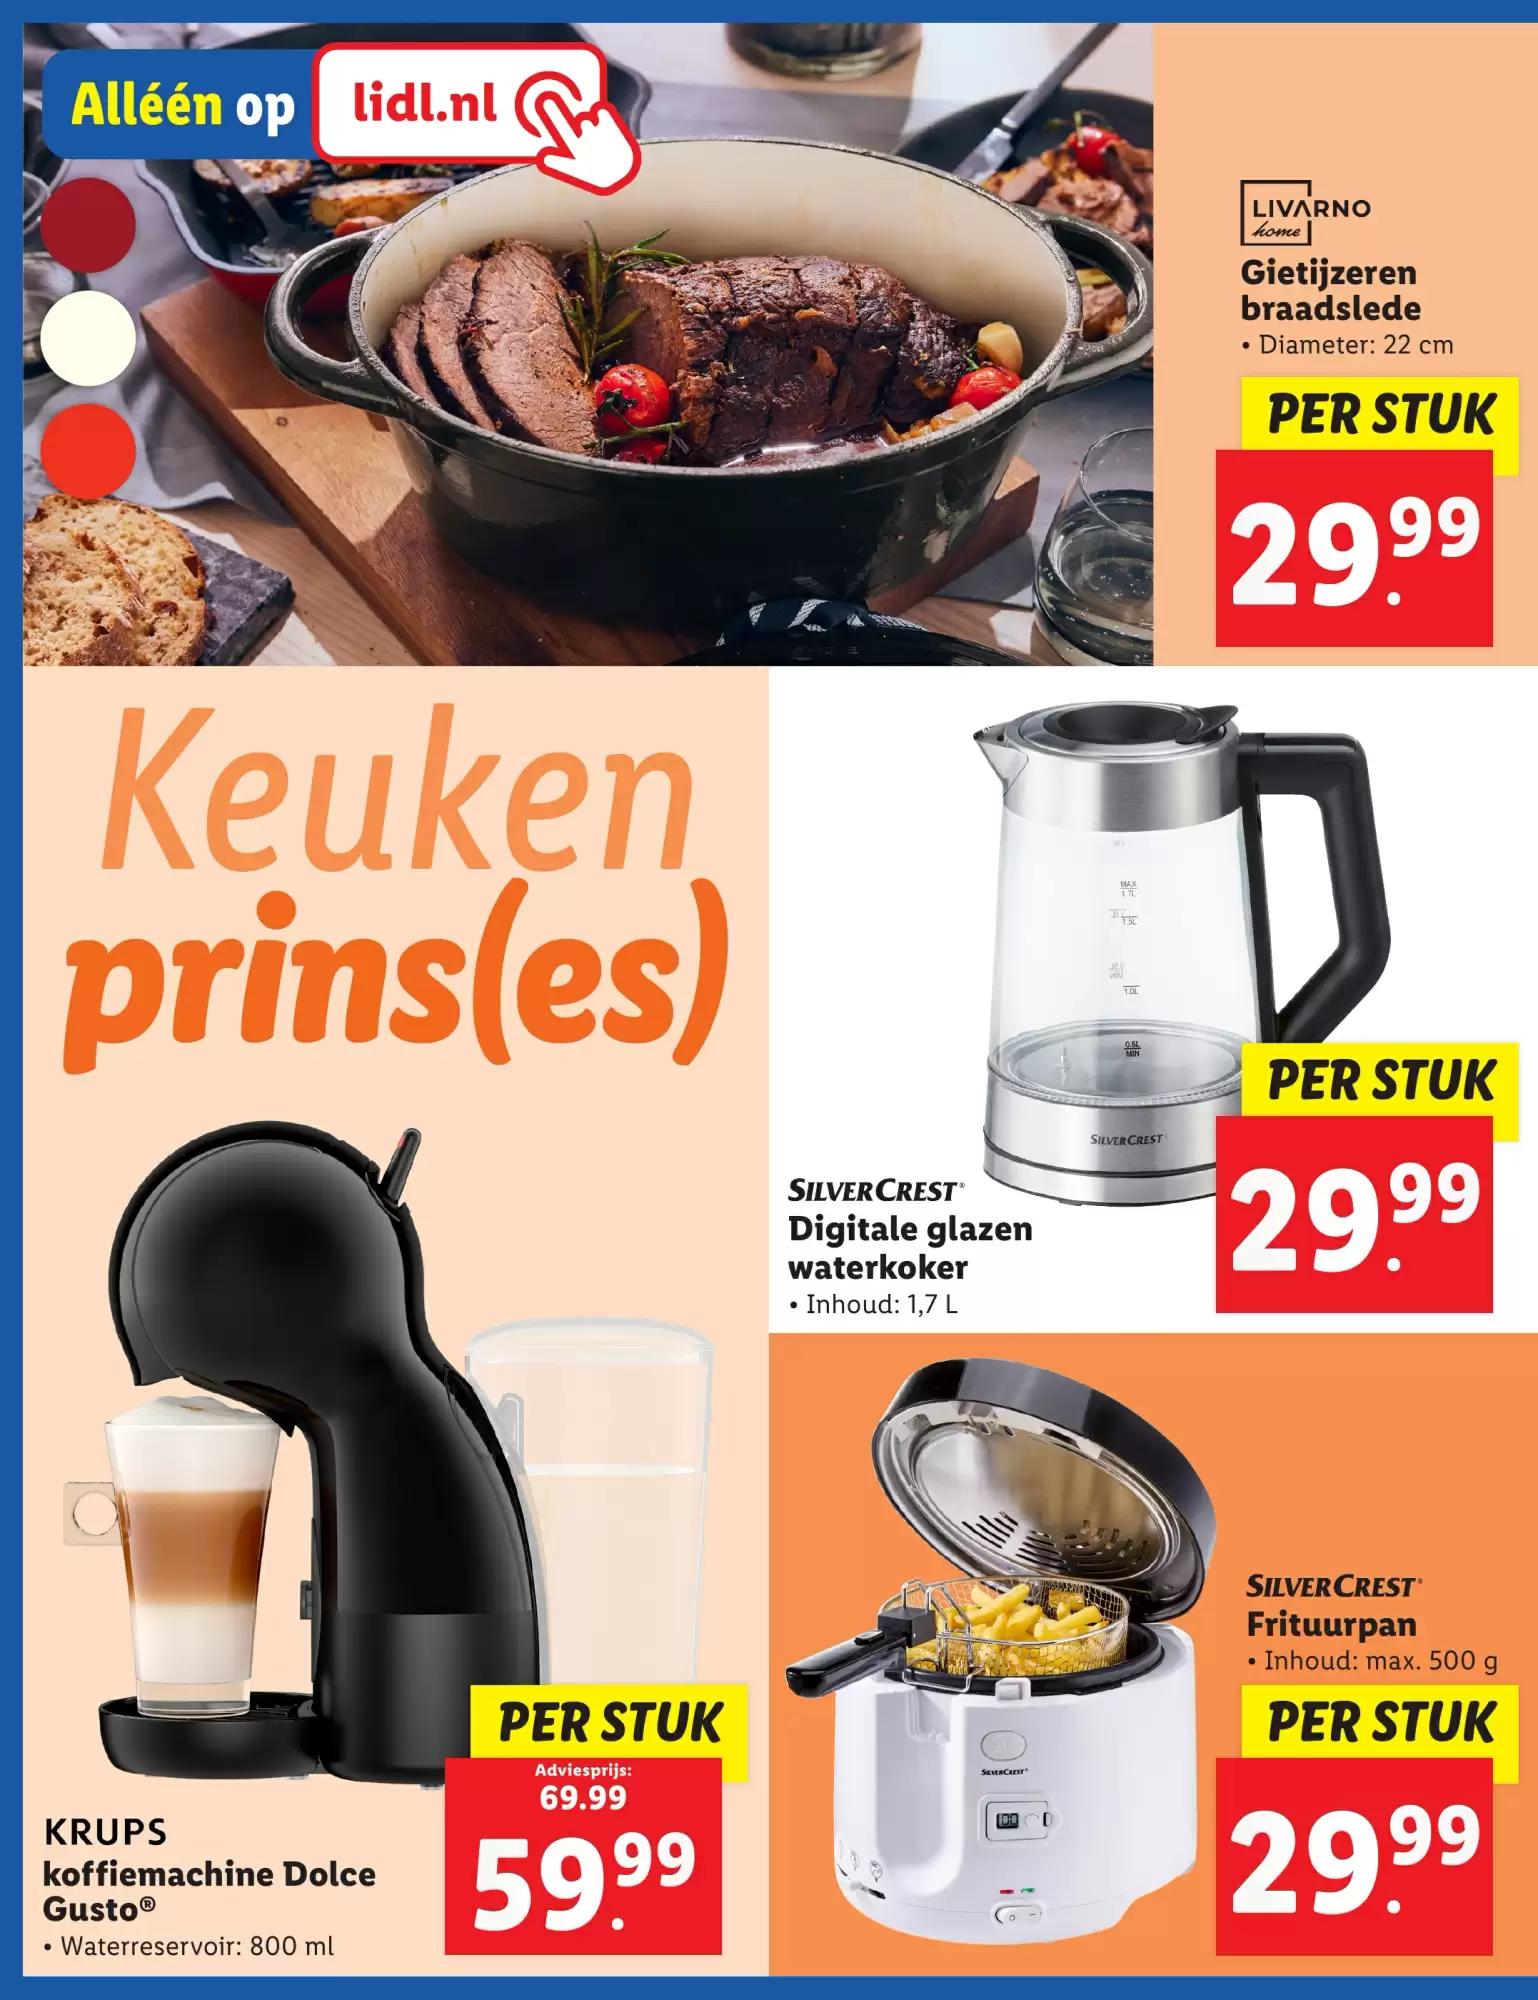 Alléén op lidl.nl
LIVARNO
home
Gietijzeren
braadslede
• Diameter: 22 cm
PER STUK
29.99
Keuken
prins(es)
MAX
1.7L
1.5L
1.0L
0.5L
MIN
SILVERCREST
PER STUK
29.99
SILVERCREST®
Digitale glazen
waterkoker
• Inhoud: 1,7 L
KRUPS
koffiemachine Dolce
Gusto®
• Waterreservoir: 800 ml
PER STUK
Adviesprijs:
69.99
59.99
SILVERCREST®
SILVERCREST®
Frituurpan
• Inhoud: max. 500 g
PER STUK
29.99